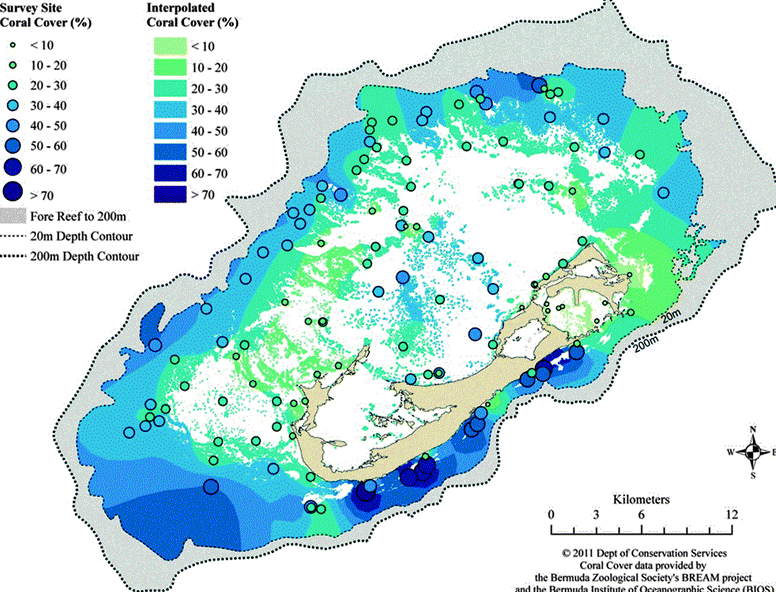 Survey Site
Coral Cover (%)
< 10
10 - 20
20 - 30
30 - 40
40 - 50
50 - 60
60 - 70
> 70
Interpolated
Coral Cover (%)
< 10
10 - 20
20 - 30
30 - 40
40 - 50
50 - 60
60 - 70
> 70
Fore Reef to 200m
20m Depth Contour
200m Depth Contour
20m
200m
N
W E
S
Kilometers
0 3 6 12
© 2011 Dept of Conservation Services
Coral Cover data provided by
the Bermuda Zoological Society's BREAM project
and the Bermuda Institute of Oceanographic Science (BIOS)